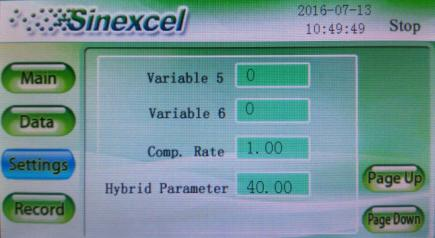 Sinexcel
2016-07-13
10:49:49 Stop
Main
Data
Settings
Record
Variable 5 0
Variable 6 0
Comp. Rate 1.00
Hybrid Parameter 40.00
Page Up
Page Down